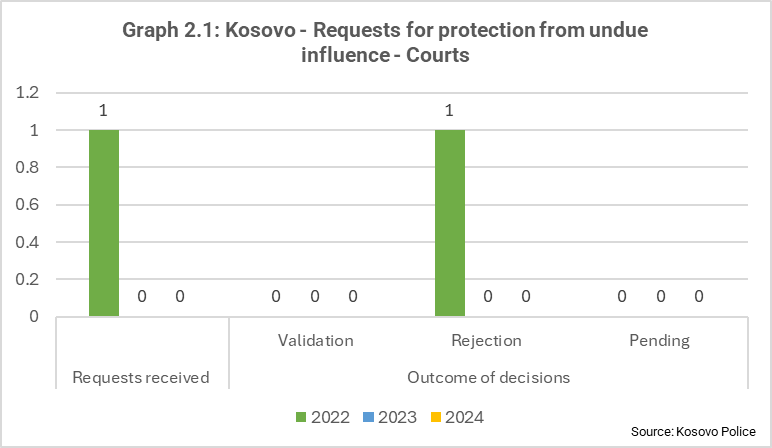 Graph 2.1: Kosovo - Requests for protection from undue
influence - Courts
1.2
1
0.8
0.6
0.4
0.2
0
1
0
0
0
0
0
1
0
0
0
0
0
Validation
Rejection
Pending
Requests received
Outcome of decisions
2022
2023
2024
Source: Kosovo Police